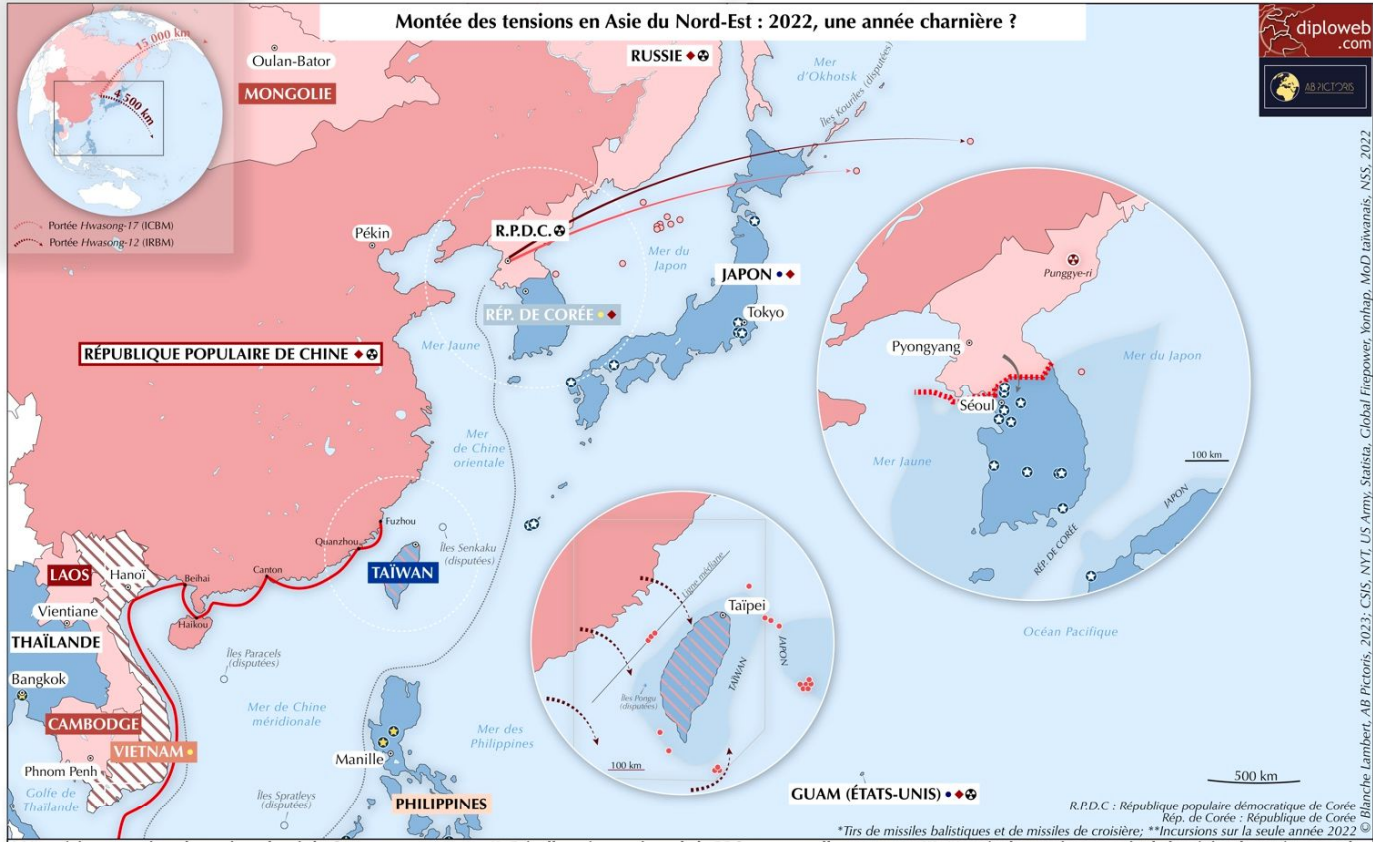 Montée des tensions en Asie du Nord-Est : 2022, une année charnière ?
diploweb
.com
AB PICTORIS
15 000 km
4 500 km
Portée Hwasong-17 (ICBM)
Portée Hwasong-12 (IRBM)
Oulan-Bator
MONGOLIE
RUSSIE
Mer
d'Okhotsk
Îles Kouriles (disputées)
Pékin
R.P.D.C.
Mer du
Japon
JAPON
Tokyo
RÉP. DE CORÉE
Mer Jaune
RÉPUBLIQUE POPULAIRE DE CHINE
Mer
de Chine
orientale
Punggye-ri
Pyongyang
Mer du Japon
Séoul
Mer Jaune
100 km
JAPON
RÉP. DE CORÉE
Fuzhou
Quanzhou
Îles Senkaku
(disputées)
TAÏWAN
Canton
Beihai
Haïkou
LAOS
Hanoï
Vientiane
THAÏLANDE
Bangkok
CAMBODGE
VIETNAM
Phnom Penh
Golfe de
Thaïlande
Îles Paracels
(disputées)
Mer de Chine
méridionale
Îles Spratleys
(disputées)
Manille
Mer des
Philippines
PHILIPPINES
Ligne médiane
Taïpei
JAPON
TAÏWAN
Îles Pongu
(disputées)
100 km
Océan Pacifique
GUAM (ÉTATS-UNIS)
500 km
R.P.D.C : République populaire démocratique de Corée
Rép. de Corée : République de Corée
*Tirs de missiles balistiques et de missiles de croisière; **Incursions sur la seule année 2022
© Blanche Lambert, AB Pictoris, 2023; CSIS, NYT, US Army, Statista, Global Firepower, Yonhap, MoD taïwanais, NSS, 2022